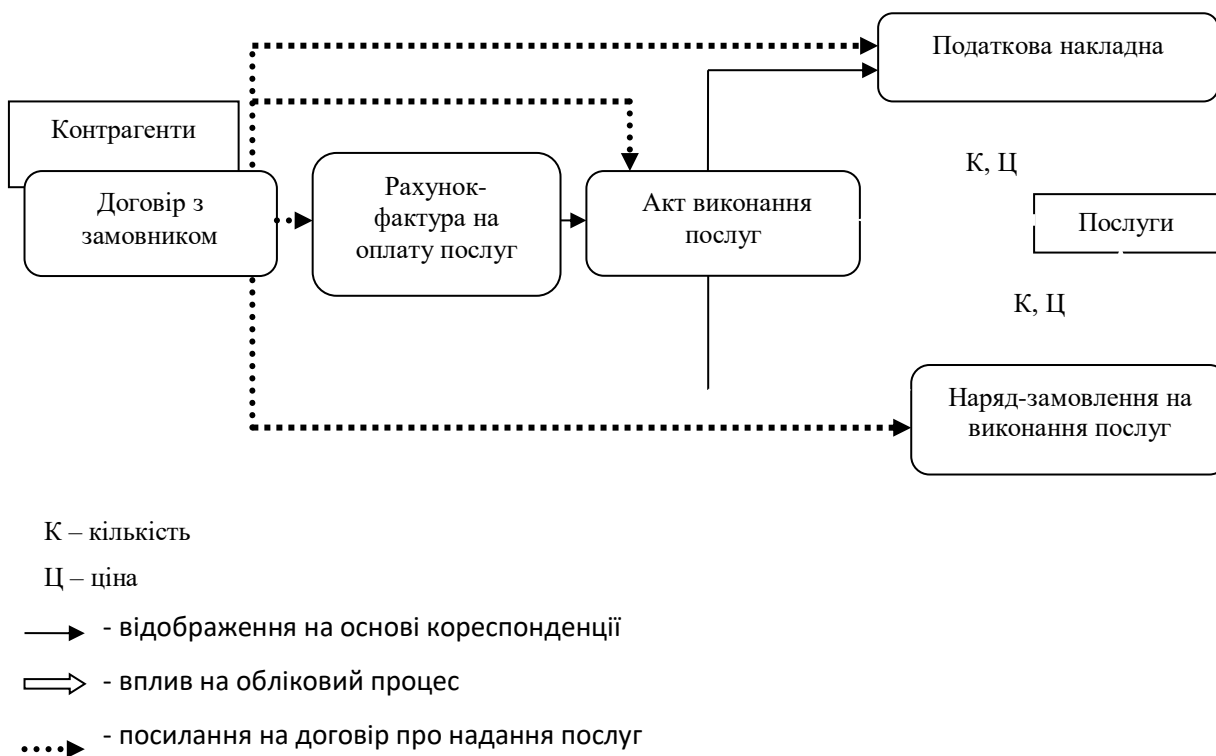 Податкова накладна
Контрагенти
К, Ц
Договір з
замовником
Рахунок-
фактура на
оплату послуг
Акт виконання
послуг
Послуги
К, Ц
Наряд-замовлення на
виконання послуг
К – кількість
Ц – ціна
- відображення на основі кореспонденції
- вплив на обліковий процес
- посилання на договір про надання послуг